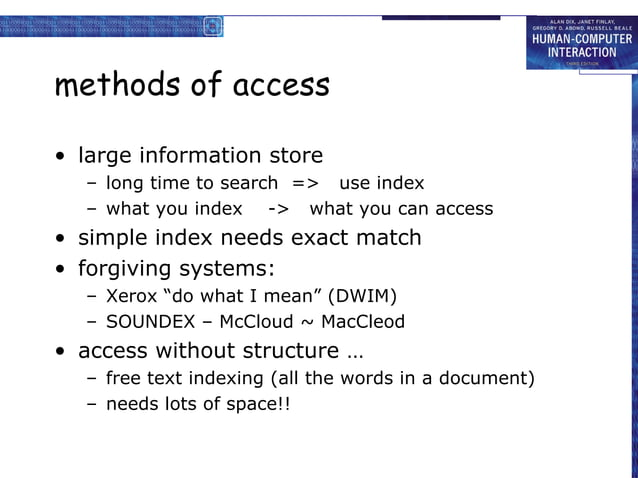 ALAN DIX, JANET FINLAY,
GREGORY D. ABOWD, RUSSELL BEALE
HUMAN-COMPUTER
INTERACTION
THIRD EDITION
methods of access
• large information store
– long time to search => use index
– what you index -> what you can access
• simple index needs exact match
• forgiving systems:
– Xerox “do what I mean” (DWIM)
– SOUNDEX – McCloud ~ MacCleod
• access without structure …
– free text indexing (all the words in a document)
– needs lots of space!!